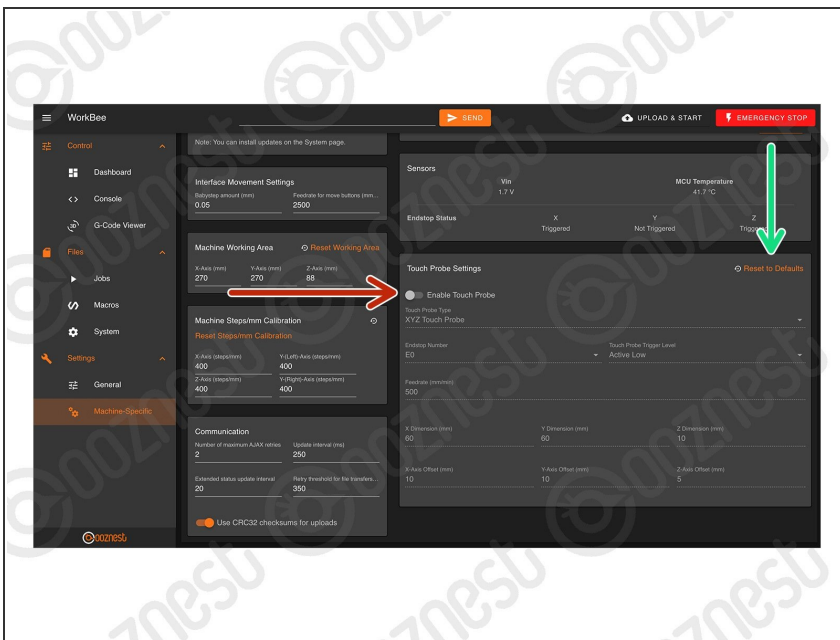 WorkBee
SEND
UPLOAD & START
EMERGENCY STOP
Control
Dashboard
Console
G-Code Viewer
Files
Jobs
Macros
System
Settings
General
Machine-Specific
ooznest
Note: You can install updates on the System page.
Interface Movement Settings
Babystep amount (mm)
Feedrate for move buttons (mm...
0.05
2500
Machine Working Area
Reset Working Area
X-Axis (mm)
Y-Axis (mm)
Z-Axis (mm)
270
270
88
Machine Steps/mm Calibration
Reset Steps/mm Calibration
X-Axis (steps/mm)
Y-(Left)-Axis (steps/mm)
400
400
Z-Axis (steps/mm)
Y-(Right)-Axis (steps/mm)
400
400
Communication
Number of maximum AJAX retries
Update interval (ms)
2
250
Extended status update interval
Retry threshold for file transfers...
20
350
Use CRC32 checksums for uploads
Sensors
Vin
MCU Temperature
1.7 V
41.7 °C
Endstop Status
X
Y
Z
Triggered
Not Triggered
Triggered
Touch Probe Settings
Reset to Defaults
Enable Touch Probe
Touch Probe Type
XYZ Touch Probe
Endstop Number
Touch Probe Trigger Level
E0
Active Low
Feedrate (mm/min)
500
X Dimension (mm)
Y Dimension (mm)
Z Dimension (mm)
60
60
10
X-Axis Offset (mm)
Y-Axis Offset (mm)
Z-Axis Offset (mm)
10
10
5